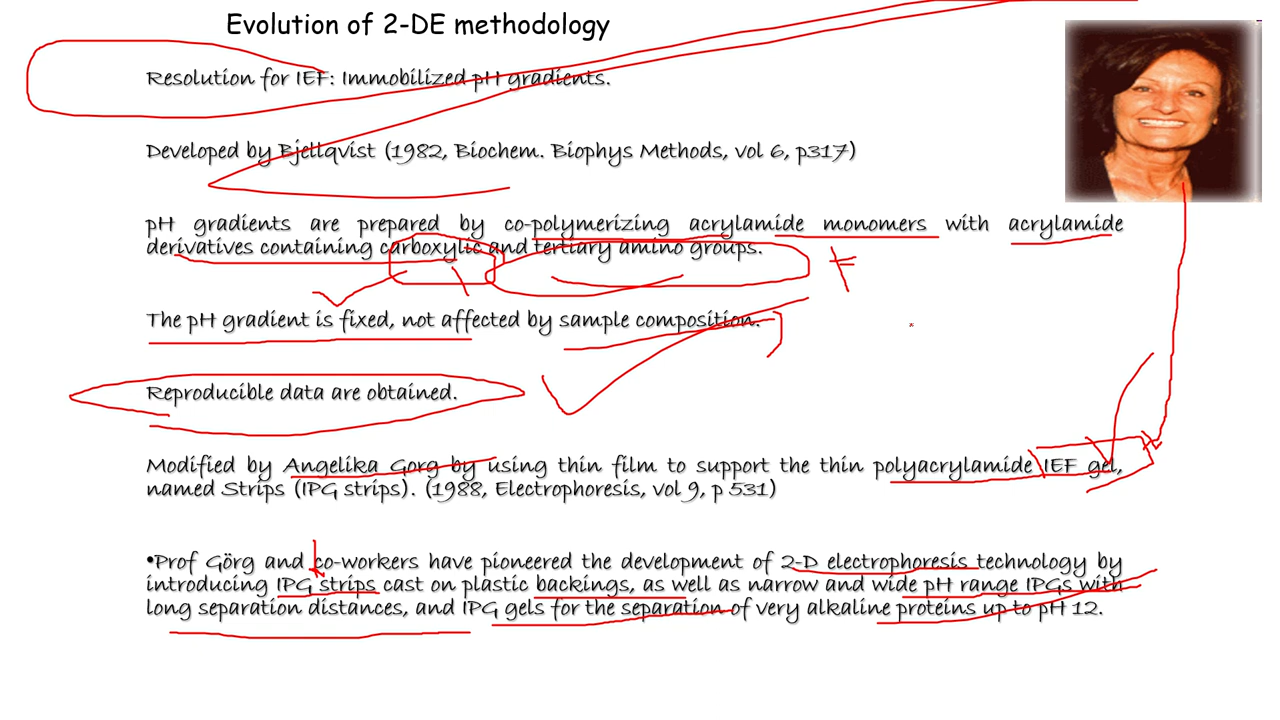 Evolution of 2-DE methodology
Resolution for IEF: Immobilized pH gradients.
Developed by Bjellqvist (1982, Biochem. Biophys Methods, vol 6, p317)
pH gradients are prepared by co-polymerizing acrylamide monomers with acrylamide
derivatives containing carboxylic and tertiary amino groups.
The pH gradient is fixed, not affected by sample composition.
Reproducible data are obtained.
Modified by Angelika Gorg by using thin film to support the thin polyacrylamide IEF gel,
named Strips (IPG strips). (1988, Electrophoresis, vol 9, p 531)
•Prof Görg and co-workers have pioneered the development of 2-D electrophoresis technology by
introducing IPG strips cast on plastic backings, as well as narrow and wide pH range IPGs with
long separation distances, and IPG gels for the separation of very alkaline proteins up to pH 12.